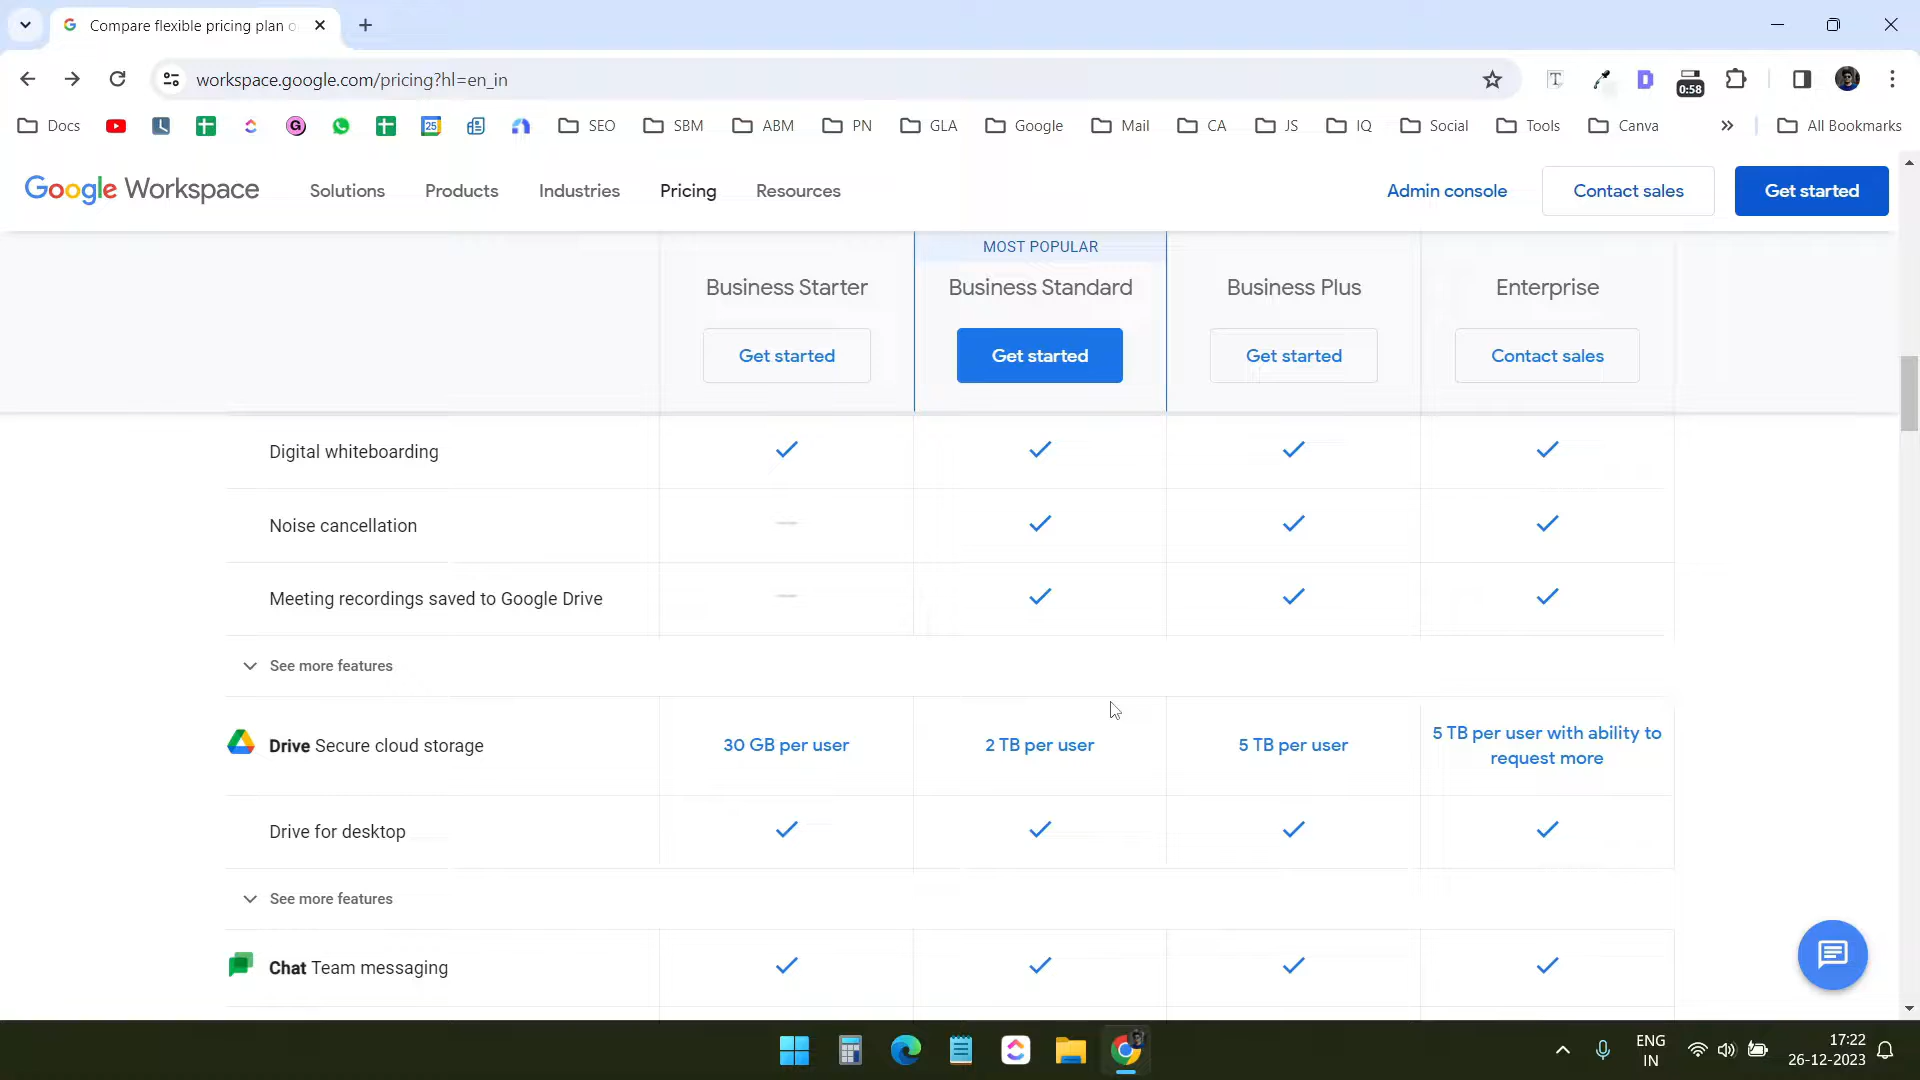 Compare flexible pricing plan o
workspace.google.com/pricing?hl=en_in
0:58
Docs
25
SEO
SBM
ABM
PN
GLA
Google
Mail
CA
JS
IQ
Social
Tools
Canva
All Bookmarks
Google Workspace
Solutions
Products
Industries
Pricing
Resources
Admin console
Contact sales
Get started
MOST POPULAR
Business Starter
Business Standard
Business Plus
Enterprise
Get started
Get started
Get started
Contact sales
Digital whiteboarding
Noise cancellation
Meeting recordings saved to Google Drive
See more features
Drive Secure cloud storage
30 GB per user
2 TB per user
5 TB per user
5 TB per user with ability to
request more
Drive for desktop
See more features
Chat Team messaging
ENG
IN
17:22
26-12-2023